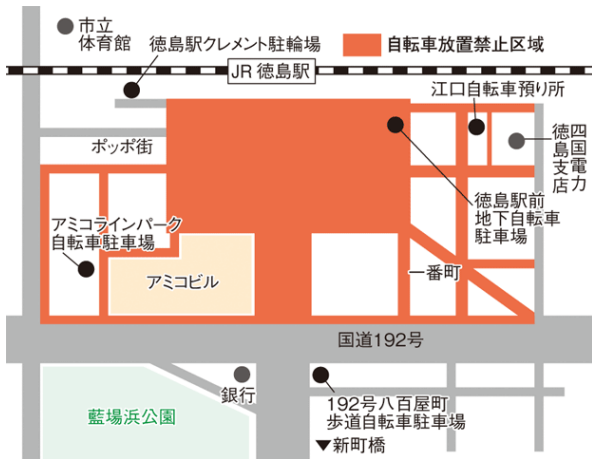 市立
体育館
徳島駅クレメント駐輪場
自転車放置禁止区域
JR 徳島駅
江口自転車預り所
ポッポ街
四国電力
徳島支店
徳島駅前
地下自転車
駐車場
アミコラインパーク
自転車駐車場
アミコビル
一番町
国道192号
銀行
192号八百屋町
歩道自転車駐車場
▼新町橋
藍場浜公園